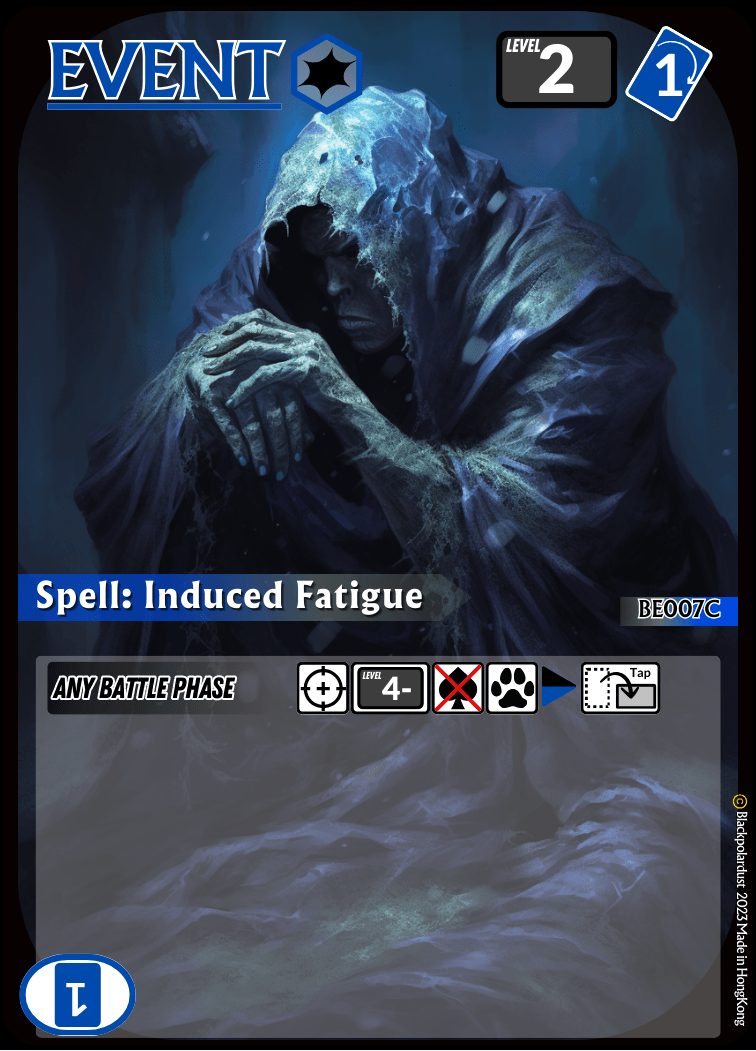 EVENT
LEVEL 2
1
Spell: Induced Fatigue
BE007C
ANY BATTLE PHASE
LEVEL 4-
Tap
© Blackpolardust 2023 Made in HongKong
1